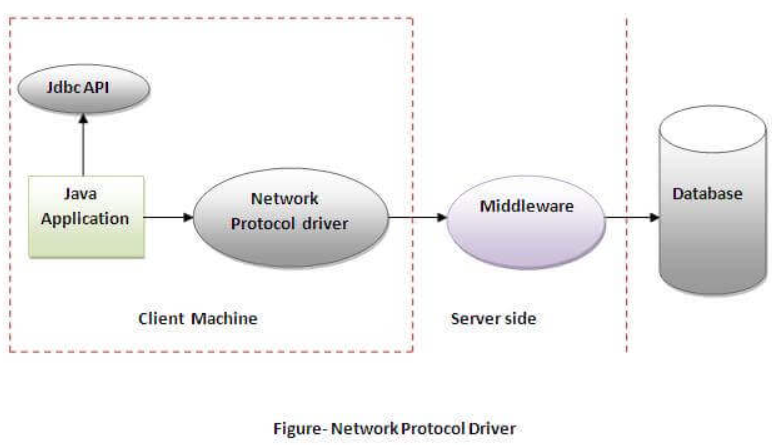 Jdbc API
Java
Application
Network
Protocol driver
Middleware
Database
Client Machine
Server side
Figure- Network Protocol Driver